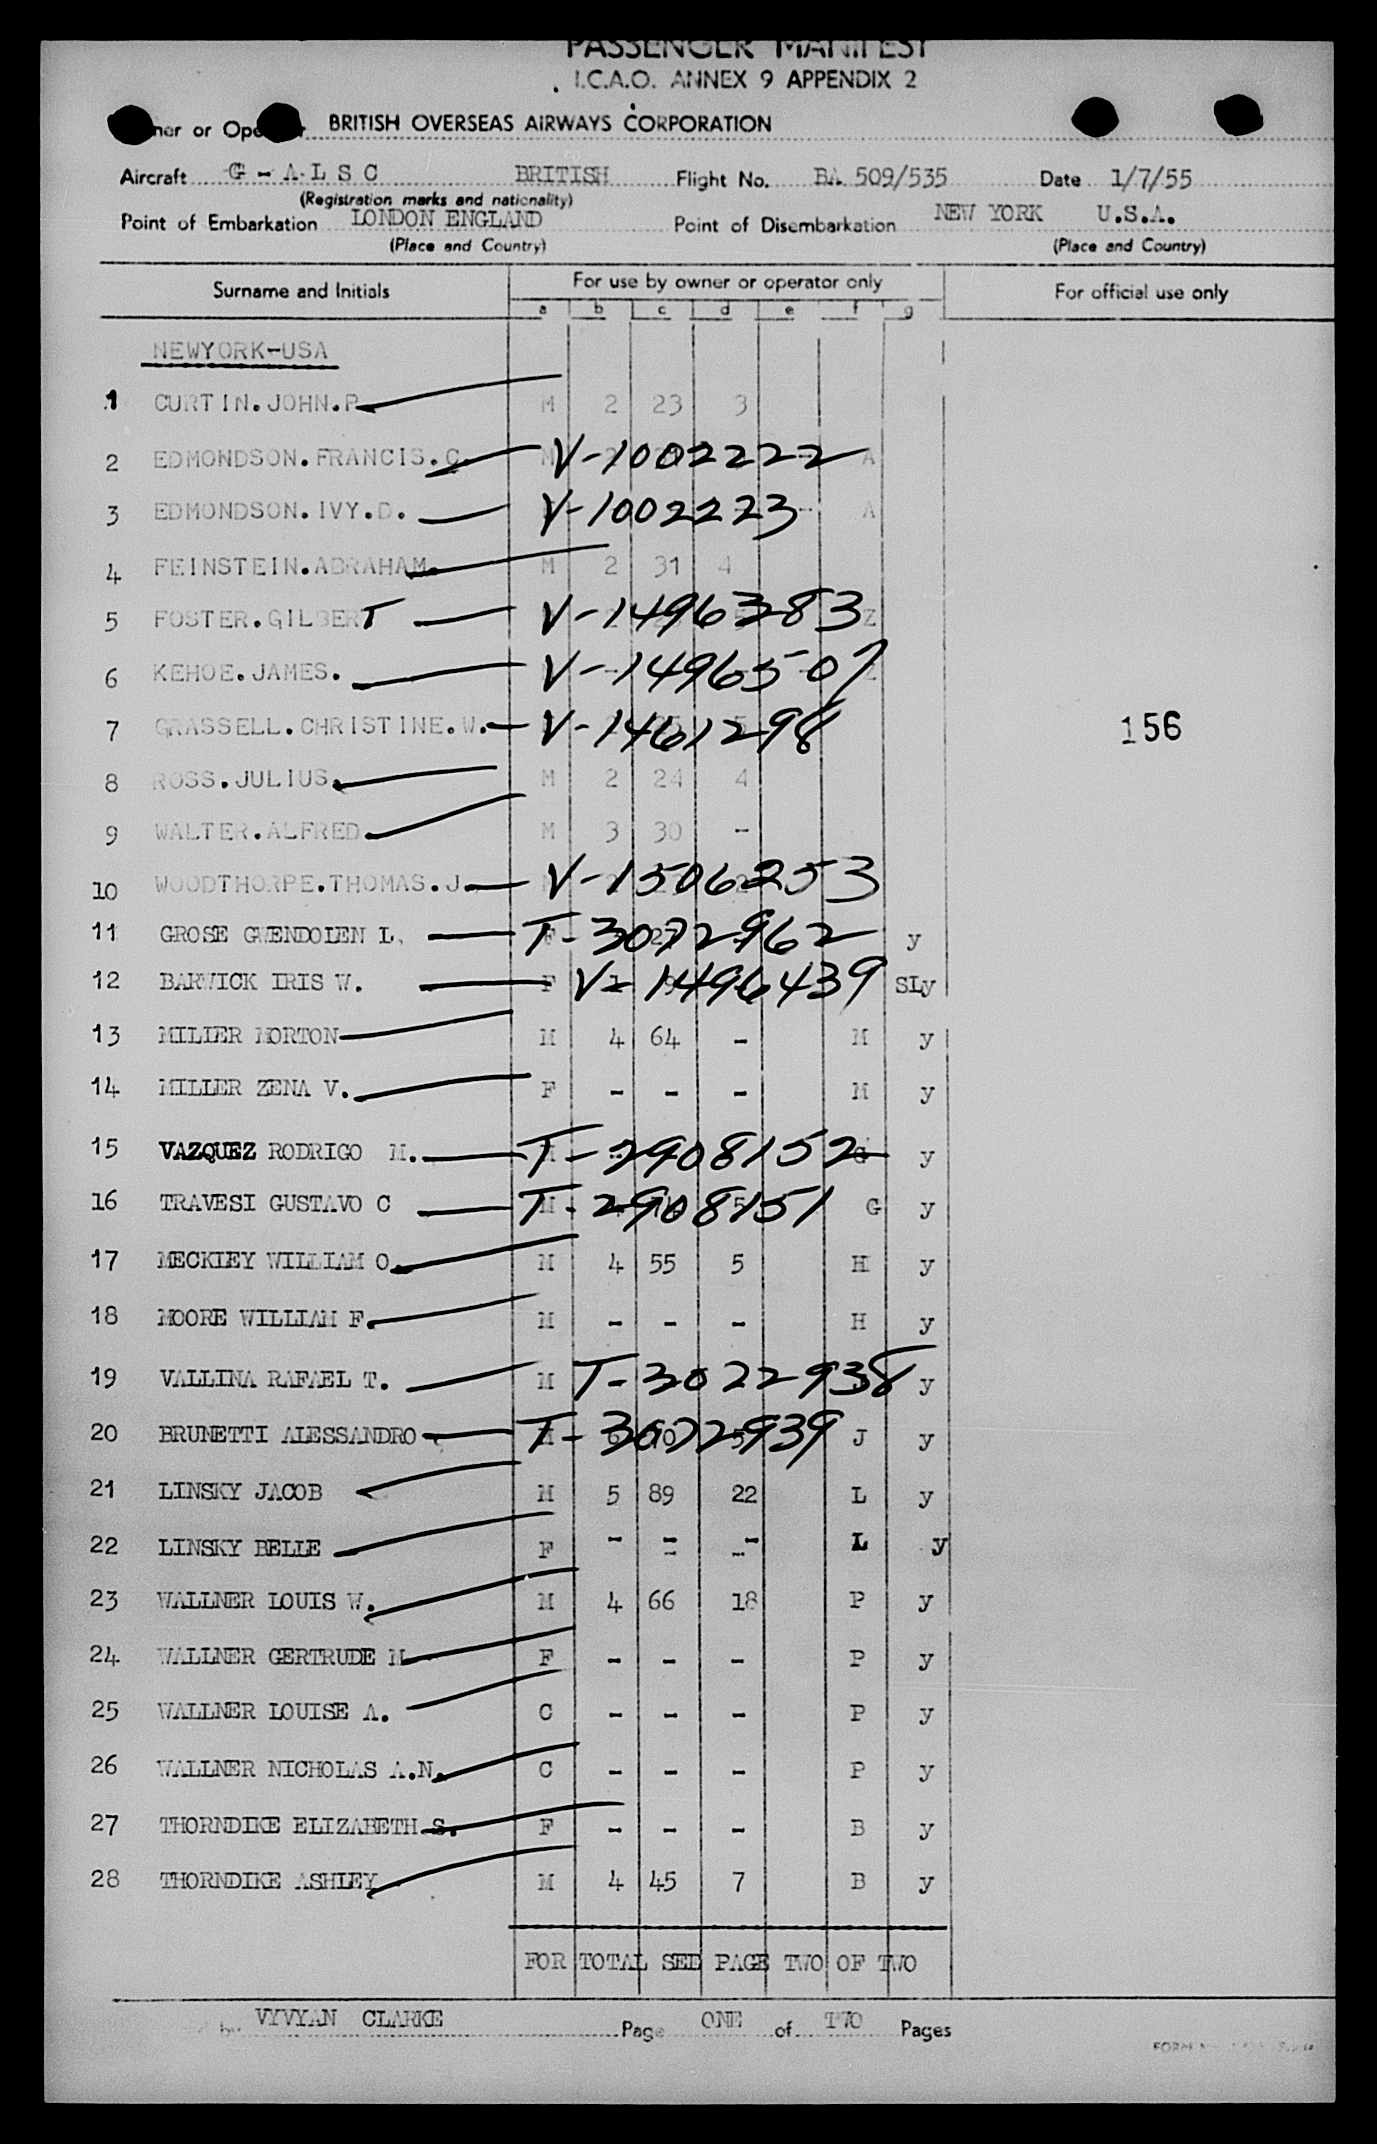 PASSENGER MANIFEST
I.C.A.O. ANNEX 9 APPENDIX 2
BRITISH OVERSEAS AIRWAYS CORPORATION
Aircraft G - A L S C BRITISH Flight No. BA 509/535 Date 1/7/55
(Registration marks and nationality)
Point of Embarkation LONDON ENGLAND Point of Disembarkation NEW YORK U.S.A.
(Place and Country) (Place and Country)
Surname and Initials For use by owner or operator only For official use only
a b c d e f g
NEWYORK-USA
1 CURTIN.JOHN.P M 2 23 3
2 EDMONDSON.FRANCIS.C. V-1002222 A
3 EDMONDSON.IVY.D. V-1002223 A
4 FEINSTEIN.ABRAHAM. M 2 31 4
5 FOSTER.GILBERT V-14963283 Z
6 KEHOE.JAMES. V-1496507 Z
7 GRASSELL.CHRISTINE.W. V-1461298 156
8 ROSS.JULIUS. M 2 24 4
9 WALTER.ALFRED. M 3 30 -
10 WOODTHORPE.THOMAS.J. V-1506253
11 GROSE GWENDOLEN L. T-3072962 y
12 BARWICK IRIS W. F V-1496439 SLy
13 MILLER MORTON M 4 64 - M y
14 MILLER ZENA V. F - - - M y
15 VAZQUEZ RODRIGO M. T-2908152 G y
16 TRAVESI GUSTAVO C T-2908151 G y
17 MECKLEY WILLIAM O. M 4 55 5 H y
18 MOORE WILLIAM F. M - - - H y
19 VALLINA RAFAEL T. M T-3022938 y
20 BRUNETTI ALESSANDRO T-3072939 J y
21 LINSKY JACOB M 5 89 22 L y
22 LINSKY BELLE F - - - L y
23 WALLNER LOUIS W. M 4 66 18 P y
24 WALLNER GERTRUDE M F - - - P y
25 WALLNER LOUISE A. C - - - P y
26 WALLNER NICHOLAS A.N. C - - - P y
27 THORNDIKE ELIZABETH S. F - - - B y
28 THORNDIKE ASHLEY M 4 45 7 B y
FOR TOTAL SEE PAGE TWO OF TWO
by VYVYAN CLARKE Page ONE of TWO Pages